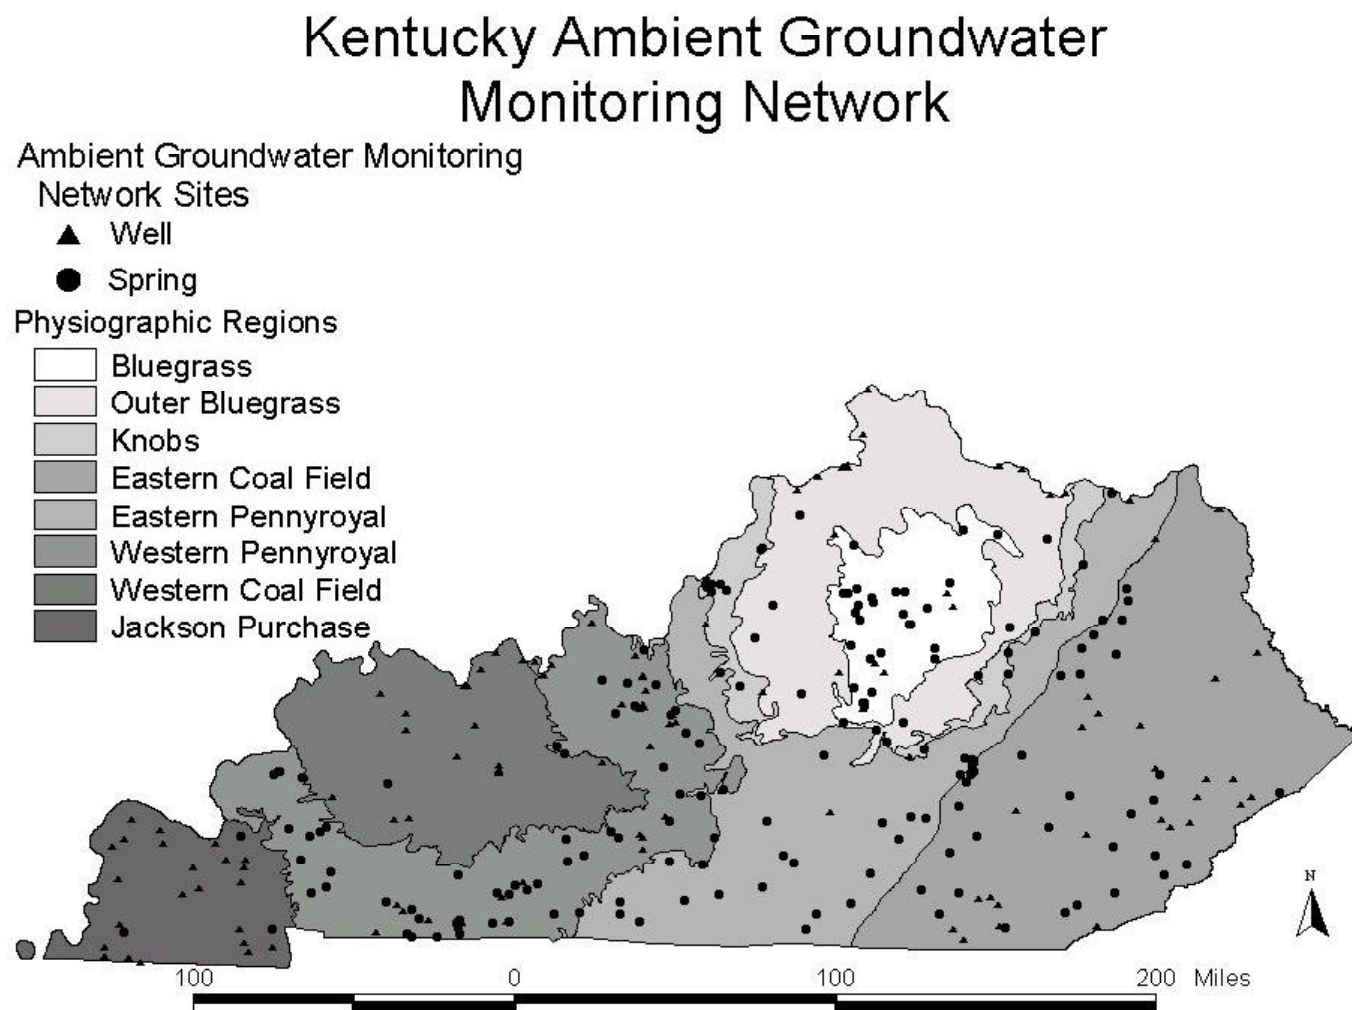 Kentucky Ambient Groundwater
Monitoring Network
Ambient Groundwater Monitoring
Network Sites
Well
Spring
Physiographic Regions
Bluegrass
Outer Bluegrass
Knobs
Eastern Coal Field
Eastern Pennyroyal
Western Pennyroyal
Western Coal Field
Jackson Purchase
N
100 0 100 200 Miles